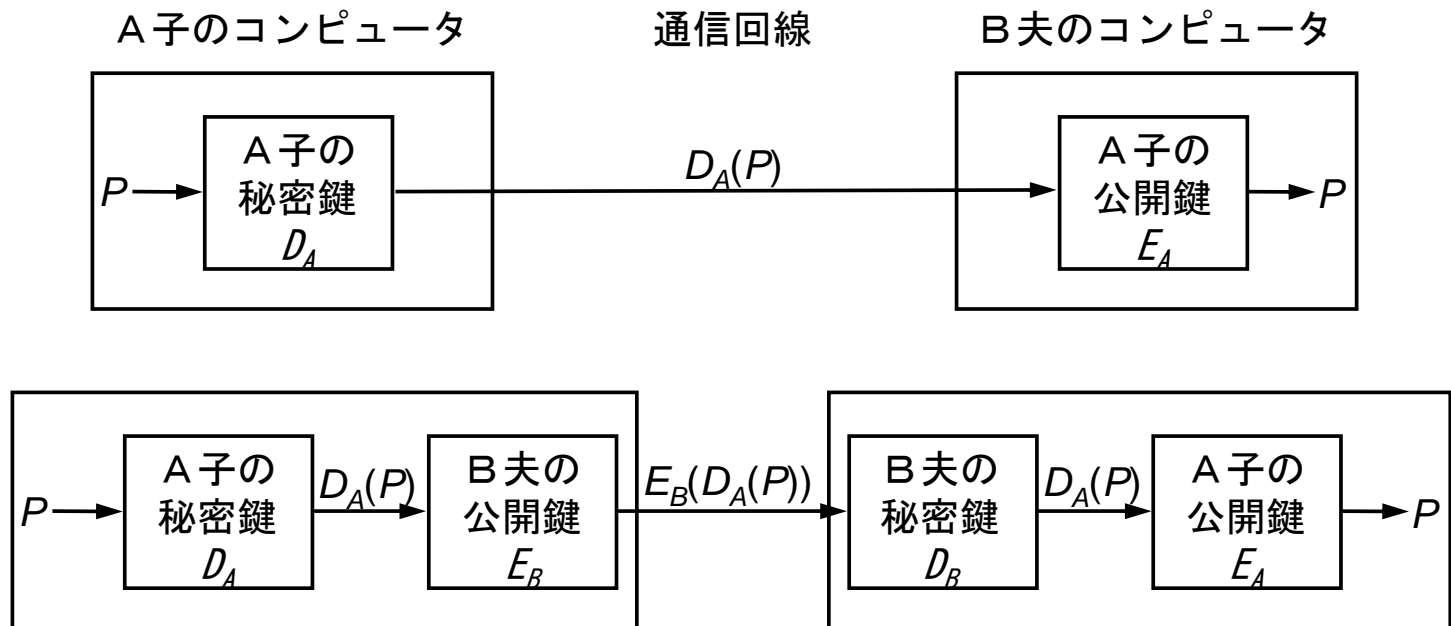 A子のコンピュータ
通信回線
B夫のコンピュータ
P
A子の
秘密鍵
D_A
D_A(P)
A子の
公開鍵
E_A
P
P
A子の
秘密鍵
D_A
D_A(P)
B夫の
公開鍵
E_B
E_B(D_A(P))
B夫の
秘密鍵
D_B
D_A(P)
A子の
公開鍵
E_A
P